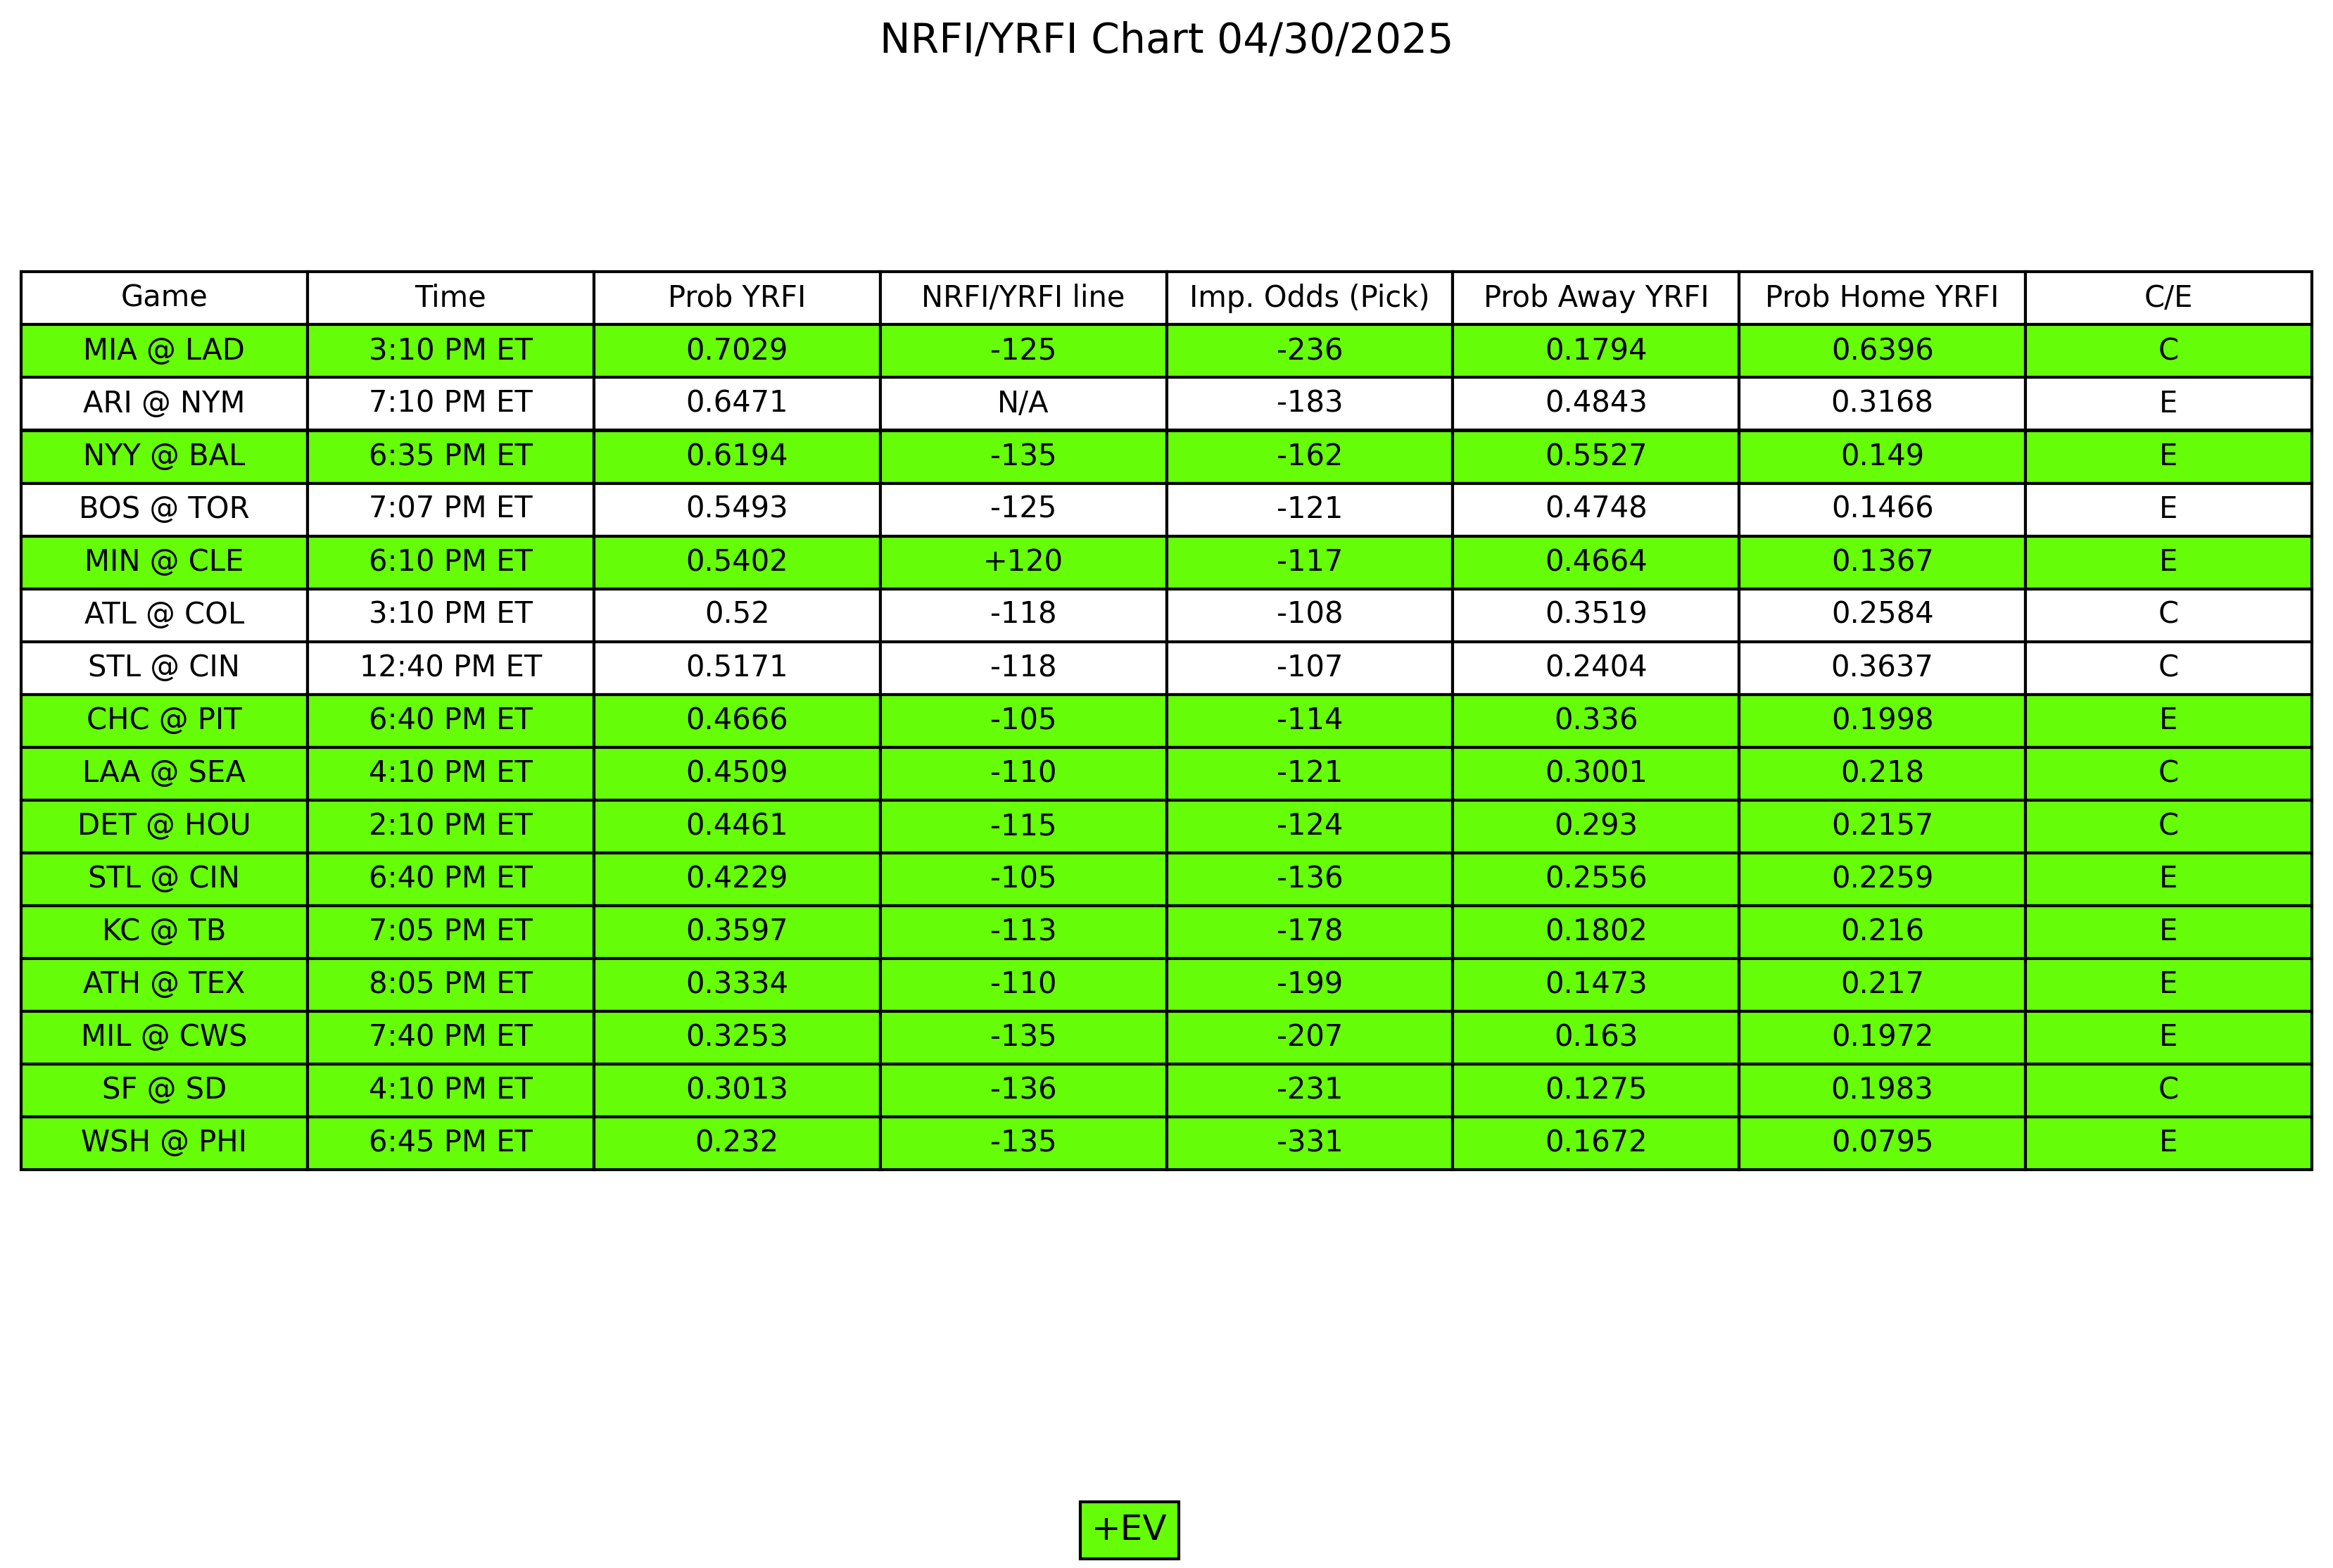 NRFI/YRFI Chart 04/30/2025
Game Time Prob YRFI NRFI/YRFI line Imp. Odds (Pick) Prob Away YRFI Prob Home YRFI C/E
MIA @ LAD 3:10 PM ET 0.7029 -125 -236 0.1794 0.6396 C
ARI @ NYM 7:10 PM ET 0.6471 N/A -183 0.4843 0.3168 E
NYY @ BAL 6:35 PM ET 0.6194 -135 -162 0.5527 0.149 E
BOS @ TOR 7:07 PM ET 0.5493 -125 -121 0.4748 0.1466 E
MIN @ CLE 6:10 PM ET 0.5402 +120 -117 0.4664 0.1367 E
ATL @ COL 3:10 PM ET 0.52 -118 -108 0.3519 0.2584 C
STL @ CIN 12:40 PM ET 0.5171 -118 -107 0.2404 0.3637 C
CHC @ PIT 6:40 PM ET 0.4666 -105 -114 0.336 0.1998 E
LAA @ SEA 4:10 PM ET 0.4509 -110 -121 0.3001 0.218 C
DET @ HOU 2:10 PM ET 0.4461 -115 -124 0.293 0.2157 C
STL @ CIN 6:40 PM ET 0.4229 -105 -136 0.2556 0.2259 E
KC @ TB 7:05 PM ET 0.3597 -113 -178 0.1802 0.216 E
ATH @ TEX 8:05 PM ET 0.3334 -110 -199 0.1473 0.217 E
MIL @ CWS 7:40 PM ET 0.3253 -135 -207 0.163 0.1972 E
SF @ SD 4:10 PM ET 0.3013 -136 -231 0.1275 0.1983 C
WSH @ PHI 6:45 PM ET 0.232 -135 -331 0.1672 0.0795 E
+EV